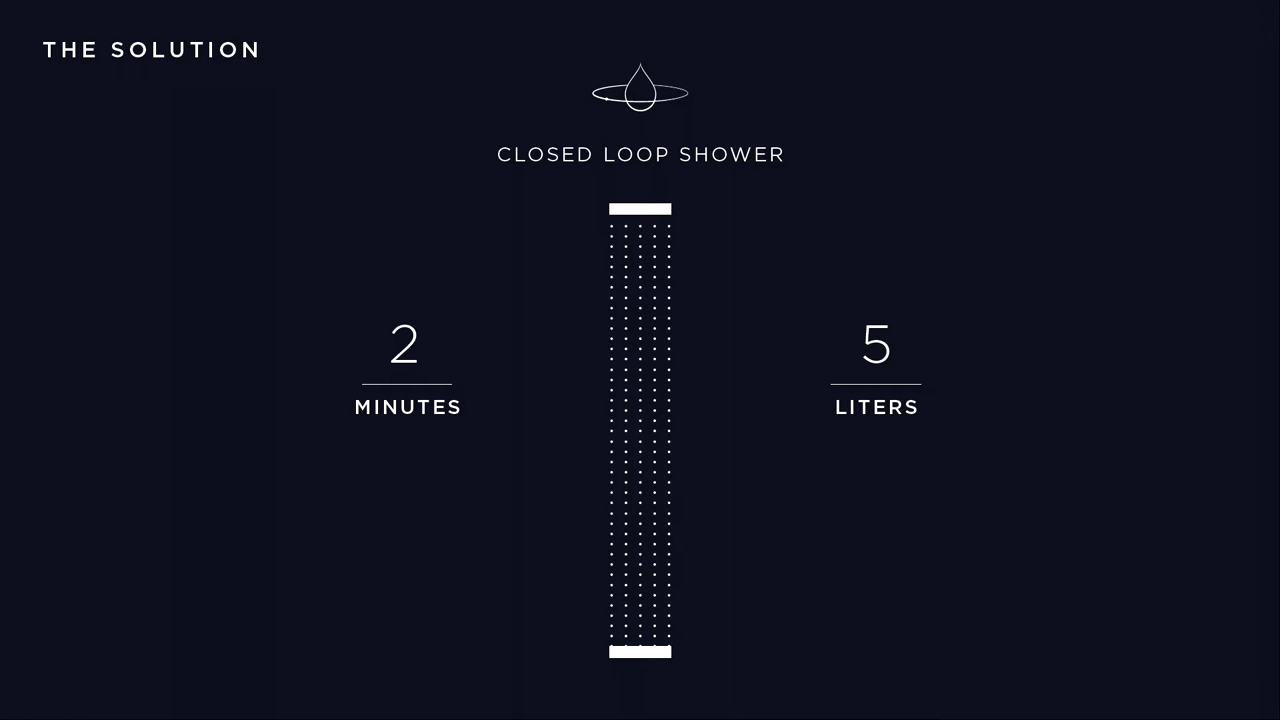 THE SOLUTION
CLOSED LOOP SHOWER
2
MINUTES
5
LITERS